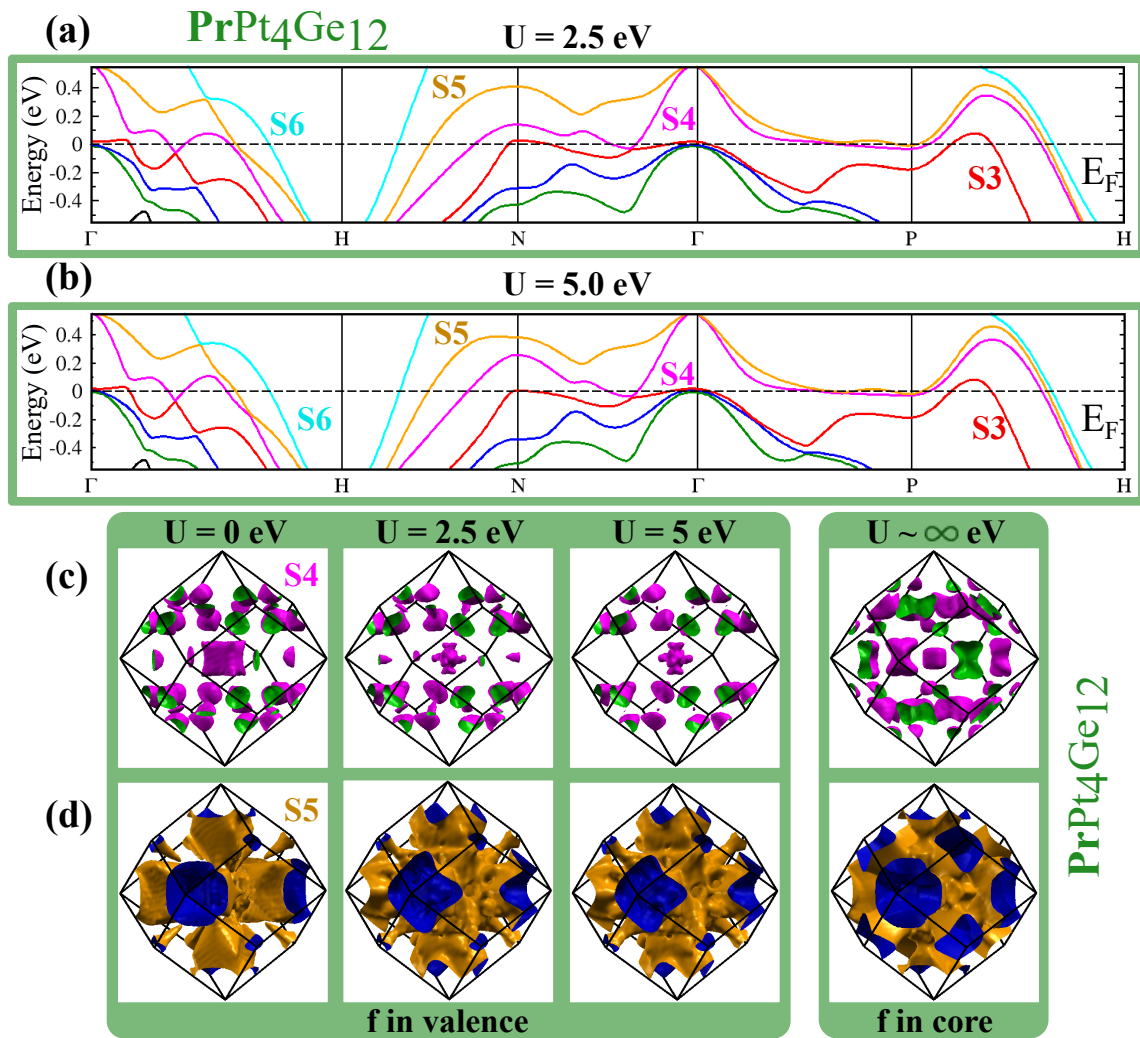 (a) PrPt4Ge12 U = 2.5 eV
Energy (eV)
0.4
0.2
0
-0.2
-0.4
S6
S5
S4
S3
EF
Γ H N Γ P H
(b) U = 5.0 eV
Energy (eV)
0.4
0.2
0
-0.2
-0.4
S6
S5
S4
S3
EF
Γ H N Γ P H
U = 0 eV U = 2.5 eV U = 5 eV U ~ ∞ eV
(c) S4
(d) S5
f in valence f in core
PrPt4Ge12